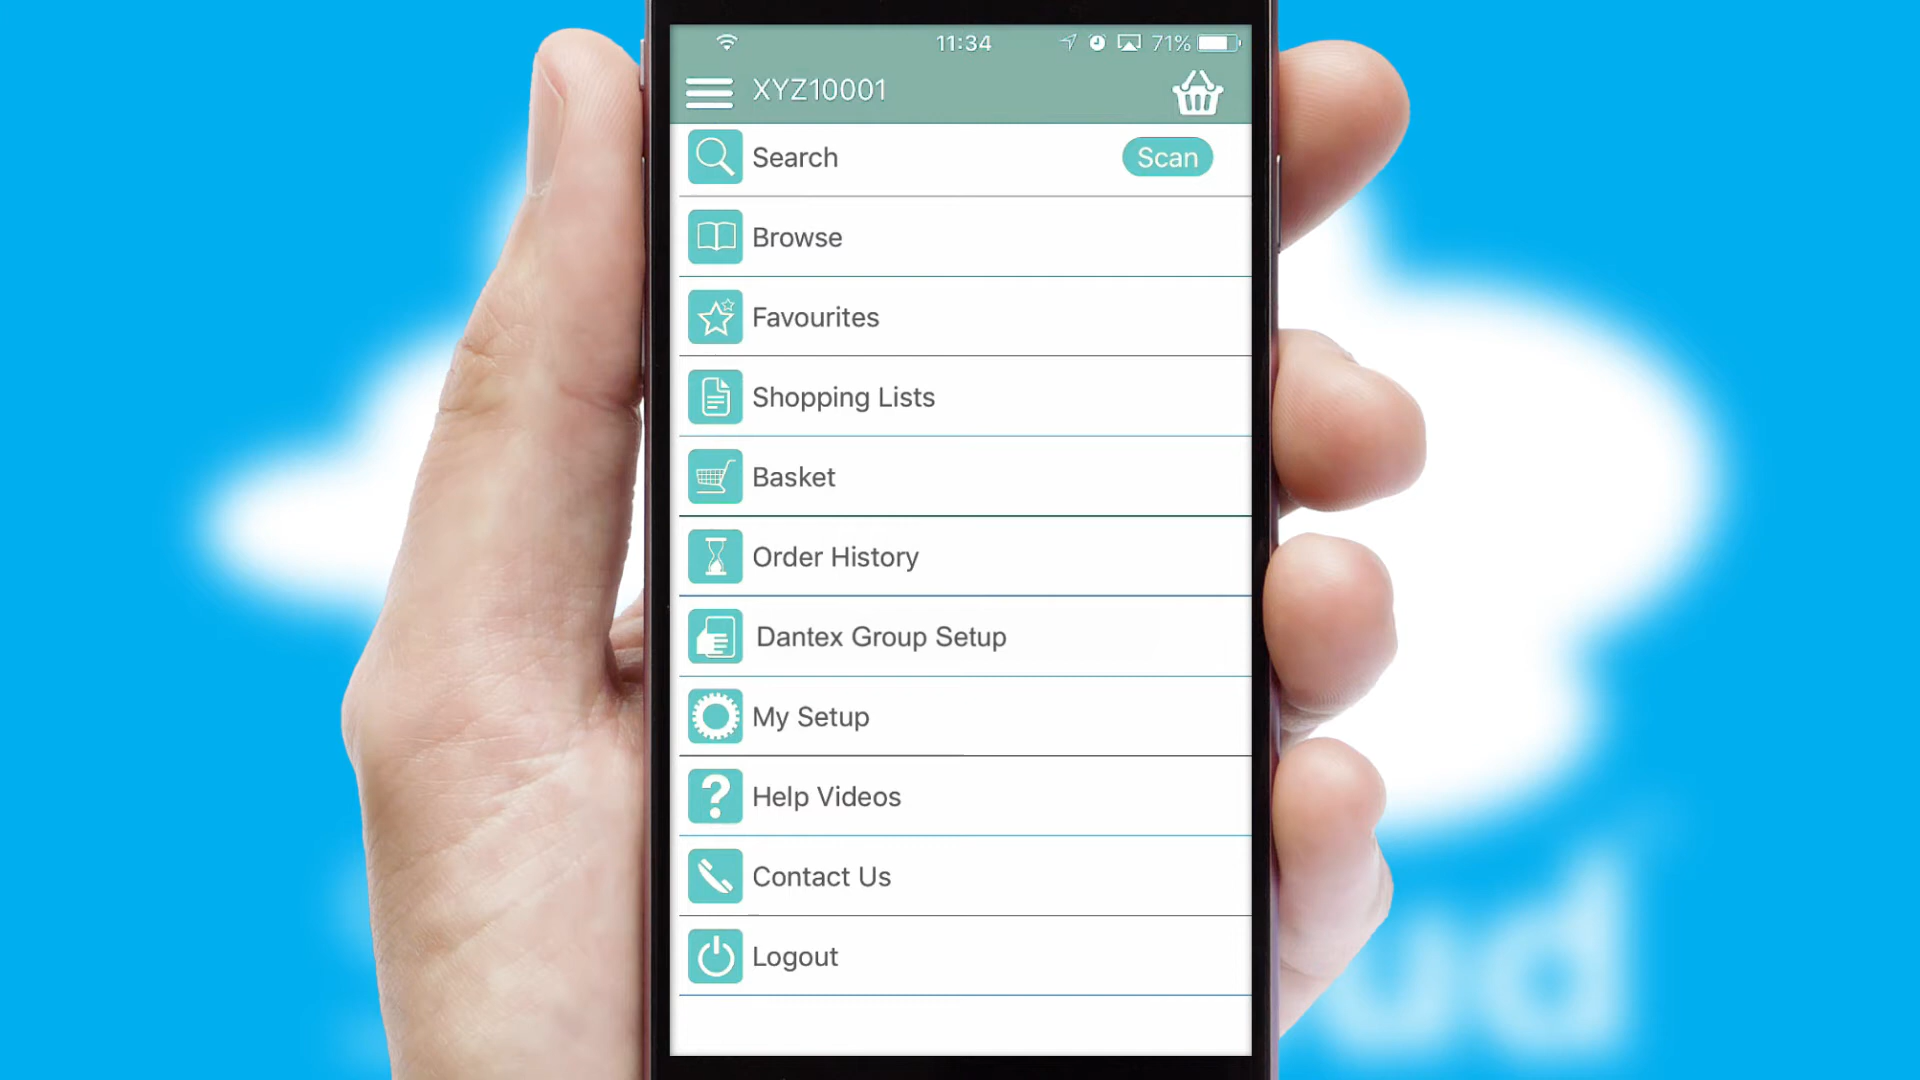 11:34 71%
XYZ10001
Search Scan
Browse
Favourites
Shopping Lists
Basket
Order History
Dantex Group Setup
My Setup
Help Videos
Contact Us
Logout